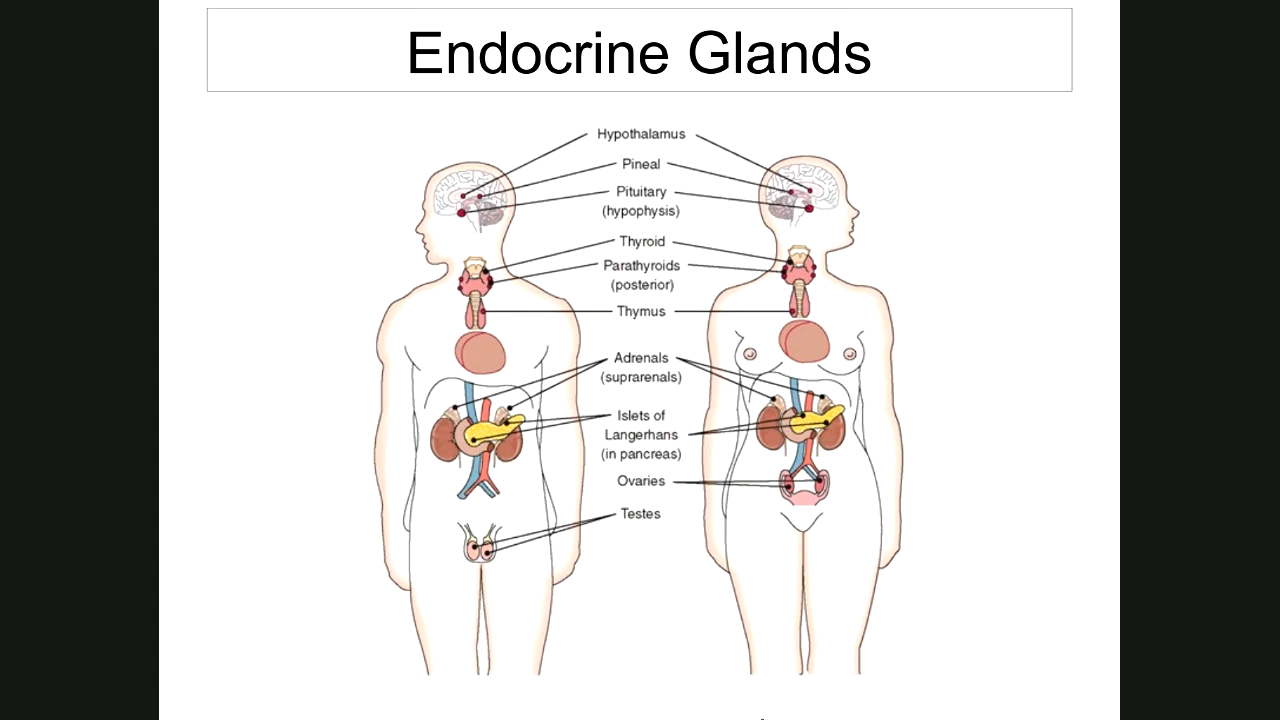 Endocrine Glands
Hypothalamus
Pineal
Pituitary
(hypophysis)
Thyroid
Parathyroids
(posterior)
Thymus
Adrenals
(suprarenals)
Islets of
Langerhans
(in pancreas)
Ovaries
Testes